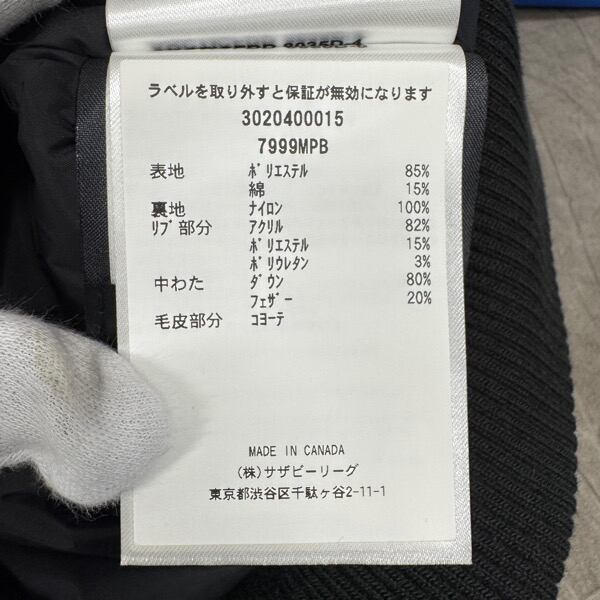 ラベルを取り外すと保証が無効になります
3020400015
7999MPB
表地 ポリエステル 85%
綿 15%
裏地 ナイロン 100%
リブ部分 アクリル 82%
ポリエステル 15%
ポリウレタン 3%
中わた ダウン 80%
フェザー 20%
毛皮部分 コヨーテ
MADE IN CANADA
(株)サザビーリーグ
東京都渋谷区千駄ヶ谷2-11-1